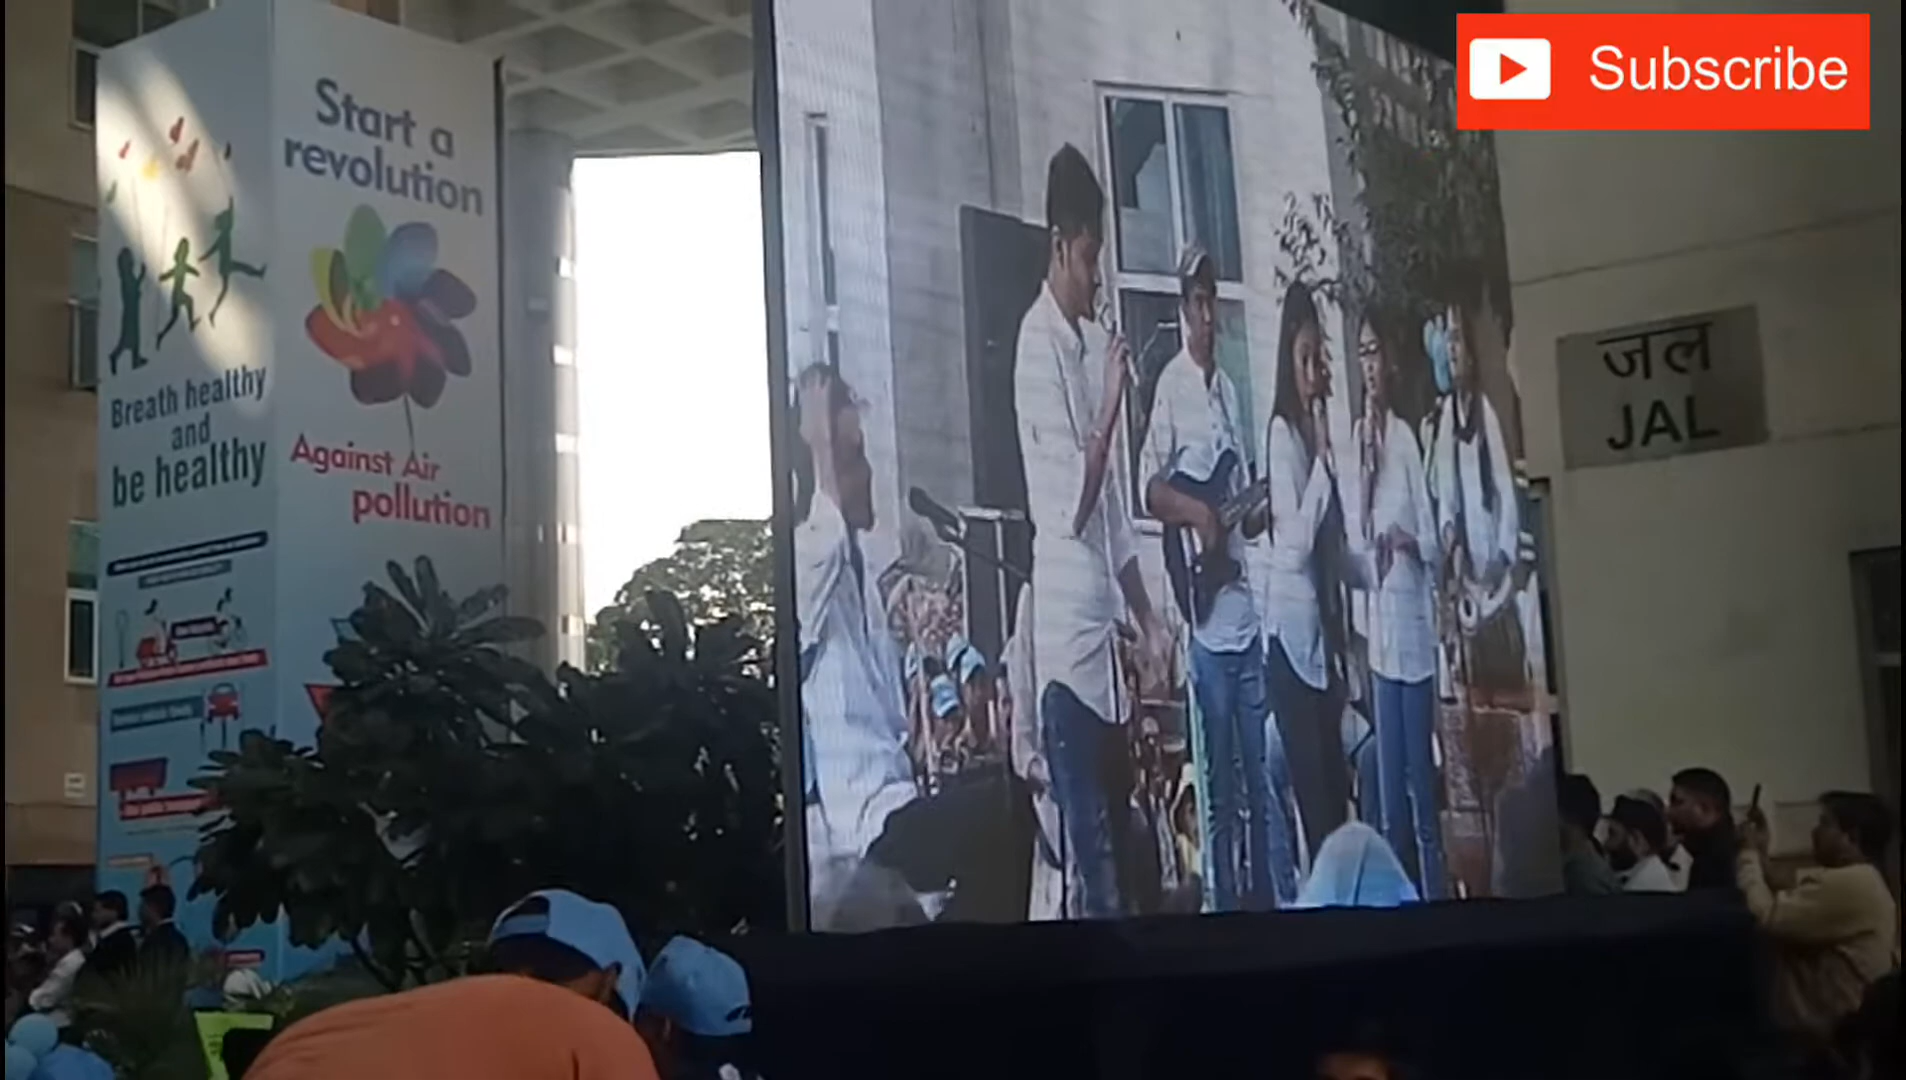 Subscribe
Start a
revolution
Against Air
pollution
Breath healthy
and
be healthy
जल
JAL